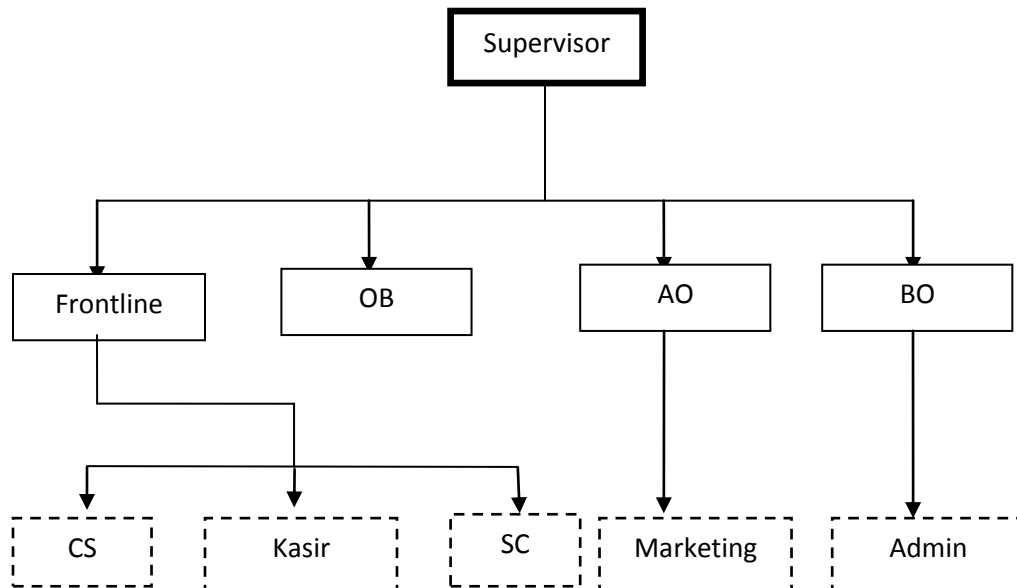 Supervisor
Frontline
OB
AO
BO
CS
Kasir
SC
Marketing
Admin